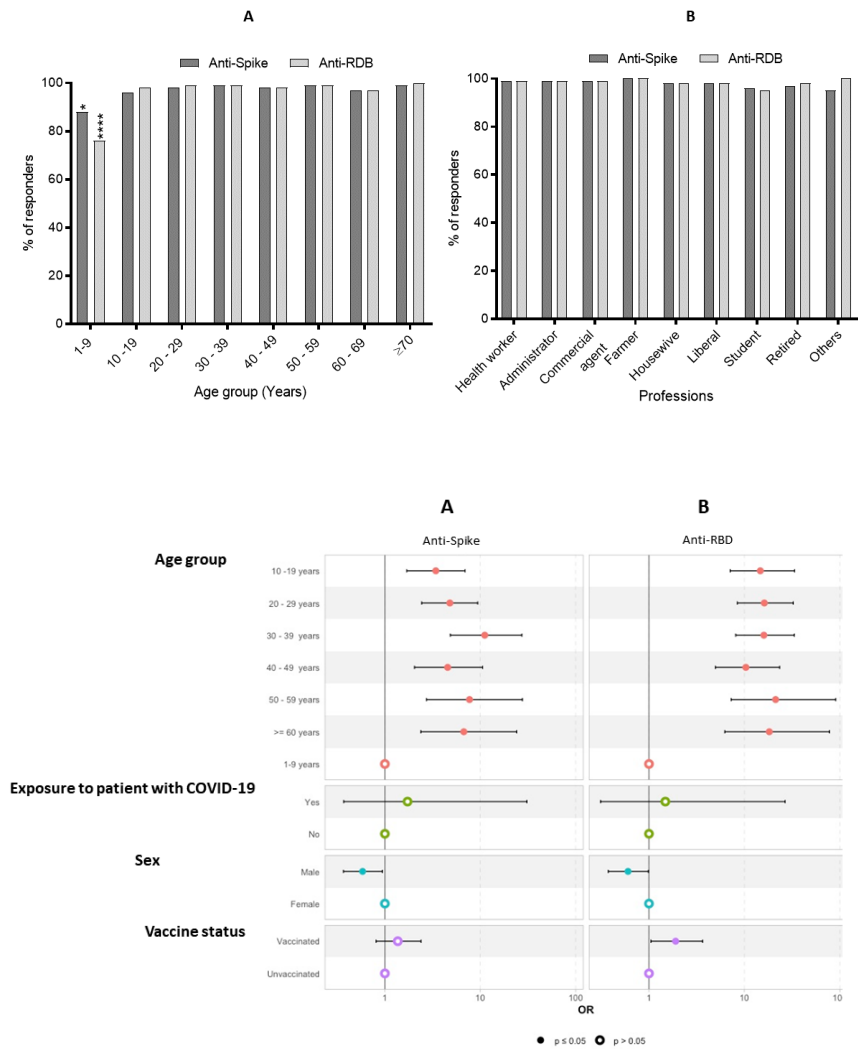 A
Anti-Spike Anti-RDB
% of responders
100
80
60
40
20
0
*
****
1-9
10 - 19
20 - 29
30 - 39
40 - 49
50 - 59
60 - 69
≥70
Age group (Years)
B
Anti-Spike Anti-RDB
% of responders
100
80
60
40
20
0
Health worker
Administrator
Commercial
agent
Farmer
Housewive
Liberal
Student
Retired
Others
Professions
A B
Anti-Spike Anti-RBD
Age group
10 -19 years
20 - 29 years
30 - 39 years
40 - 49 years
50 - 59 years
>= 60 years
1-9 years
Exposure to patient with COVID-19
Yes
No
Sex
Male
Female
Vaccine status
Vaccinated
Unvaccinated
1 10 100 1 10 10
OR
p ≤ 0.05 p > 0.05